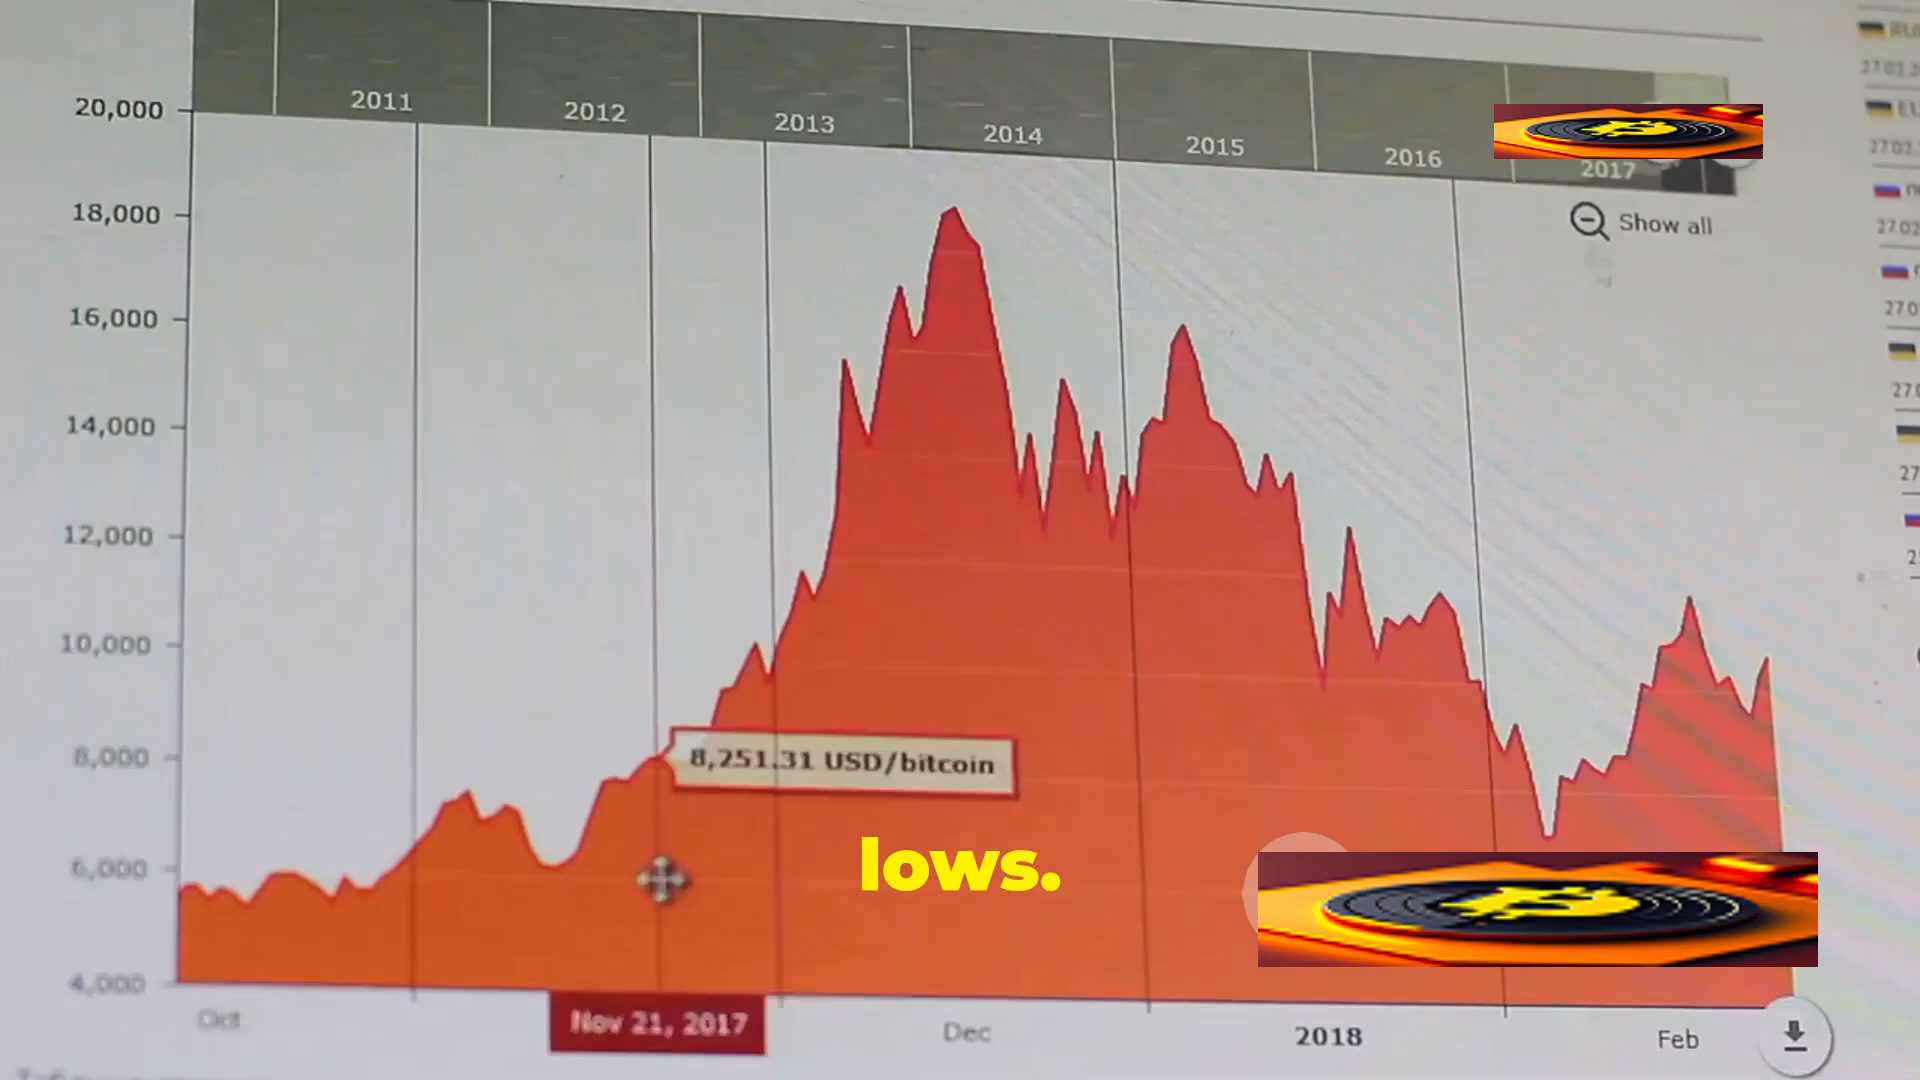 2011
2012
2013
2014
2015
2016
2017
Show all
20,000
18,000
16,000
14,000
12,000
10,000
8,000
6,000
4,000
8,251.31 USD/bitcoin
lows.
Oct
Nov 21, 2017
Dec
2018
Feb